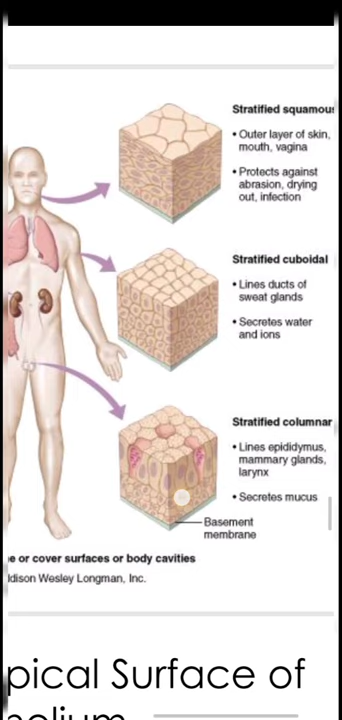 Stratified squamous
• Outer layer of skin,
mouth, vagina
• Protects against
abrasion, drying
out, infection
Stratified cuboidal
• Lines ducts of
sweat glands
• Secretes water
and ions
Stratified columnar
• Lines epididymus,
mammary glands,
larynx
• Secretes mucus
Basement
membrane
e or cover surfaces or body cavities
ldison Wesley Longman, Inc.
pical Surface of